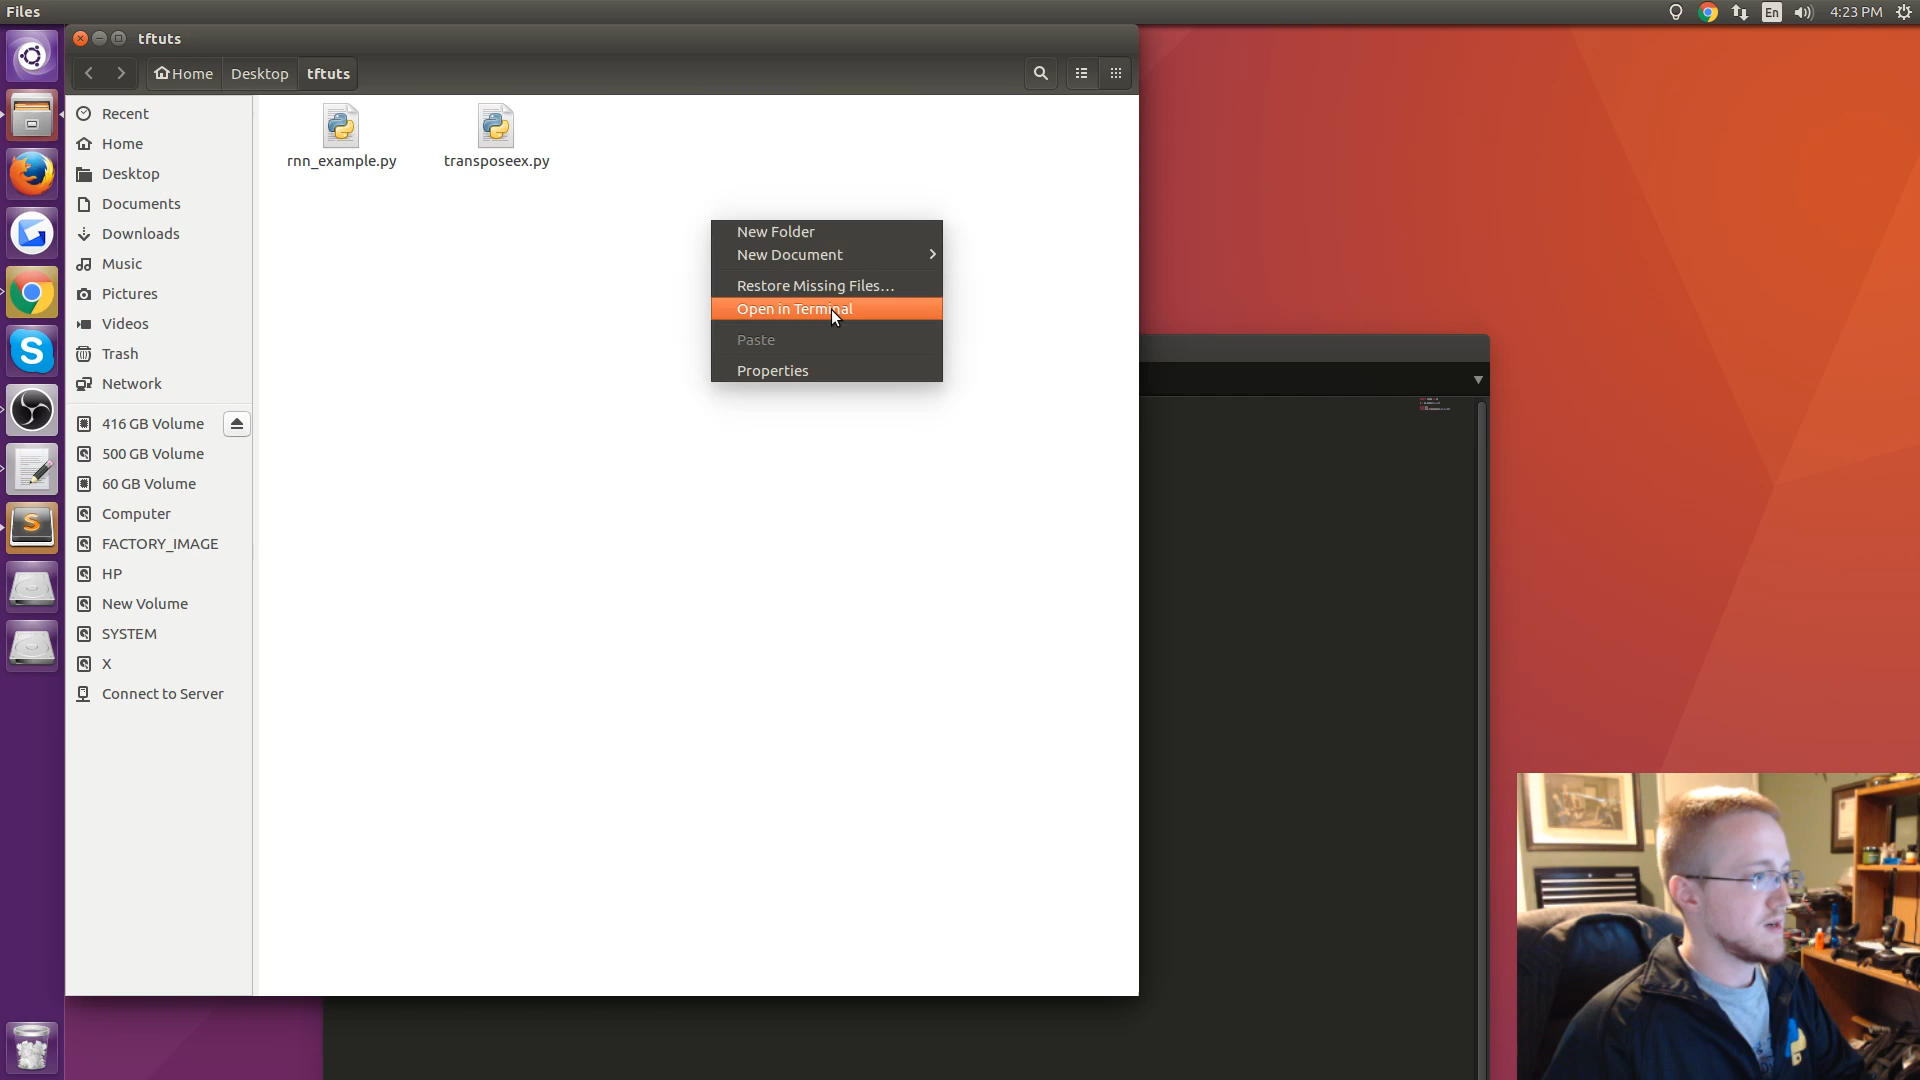 Files
En
4:23 PM
tftuts
Home
Desktop
tftuts
Recent
Home
Desktop
Documents
Downloads
Music
Pictures
Videos
Trash
Network
416 GB Volume
500 GB Volume
60 GB Volume
Computer
FACTORY_IMAGE
HP
New Volume
SYSTEM
X
Connect to Server
rnn_example.py
transposeex.py
New Folder
New Document
Restore Missing Files...
Open in Terminal
Paste
Properties